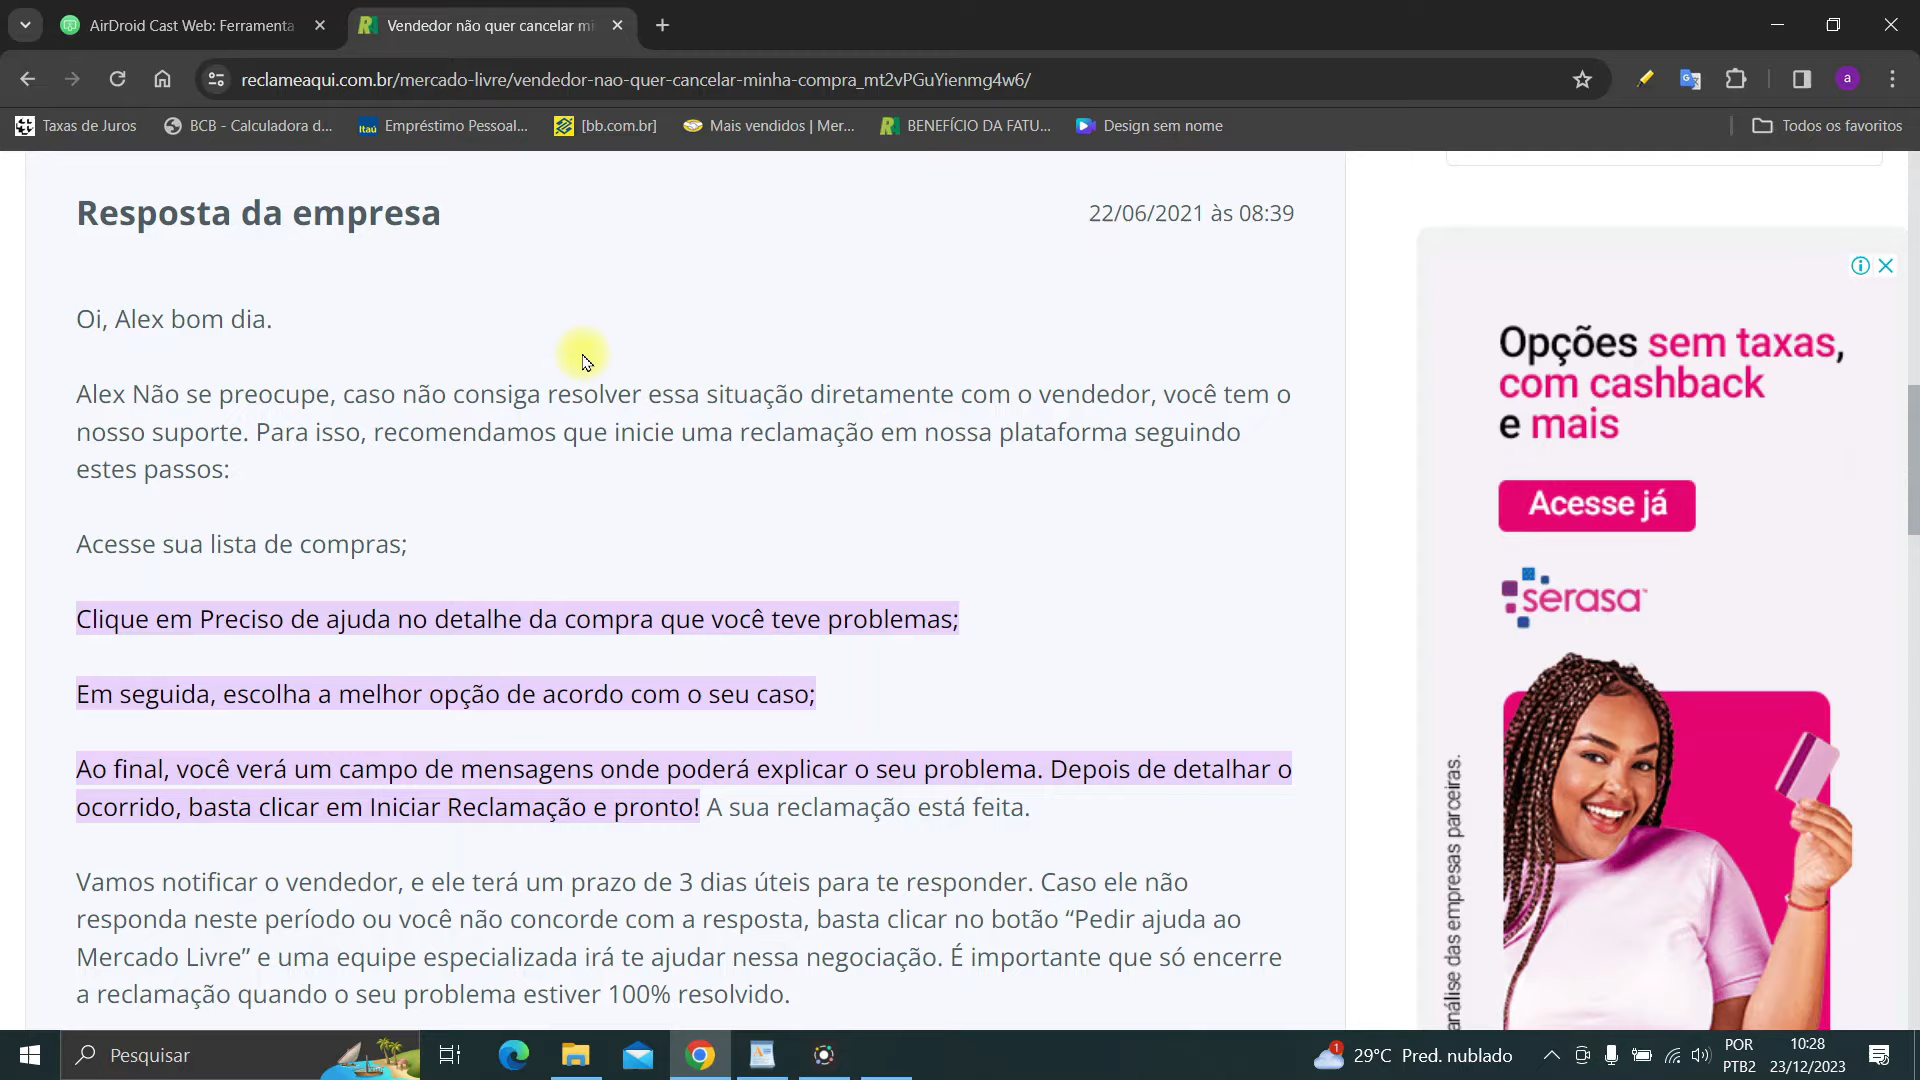 AirDroid Cast Web: Ferramenta
Vendedor não quer cancelar mi
reclameaqui.com.br/mercado-livre/vendedor-nao-quer-cancelar-minha-compra_mt2vPGuYienmg4w6/
a
Taxas de Juros
BCB - Calculadora d...
Itaú
Empréstimo Pessoal...
[bb.com.br]
Mais vendidos | Mer...
BENEFÍCIO DA FATU...
Design sem nome
Todos os favoritos
Resposta da empresa
22/06/2021 às 08:39
Oi, Alex bom dia.
Alex Não se preocupe, caso não consiga resolver essa situação diretamente com o vendedor, você tem o
nosso suporte. Para isso, recomendamos que inicie uma reclamação em nossa plataforma seguindo
estes passos:
Acesse sua lista de compras;
Clique em Preciso de ajuda no detalhe da compra que você teve problemas;
Em seguida, escolha a melhor opção de acordo com o seu caso;
Ao final, você verá um campo de mensagens onde poderá explicar o seu problema. Depois de detalhar o
ocorrido, basta clicar em Iniciar Reclamação e pronto! A sua reclamação está feita.
Vamos notificar o vendedor, e ele terá um prazo de 3 dias úteis para te responder. Caso ele não
responda neste período ou você não concorde com a resposta, basta clicar no botão “Pedir ajuda ao
Mercado Livre” e uma equipe especializada irá te ajudar nessa negociação. É importante que só encerre
a reclamação quando o seu problema estiver 100% resolvido.
Opções sem taxas,
com cashback
e mais
Acesse já
serasa
análise das empresas parceiras.
Pesquisar
1
29°C Pred. nublado
POR
PTB2
10:28
23/12/2023